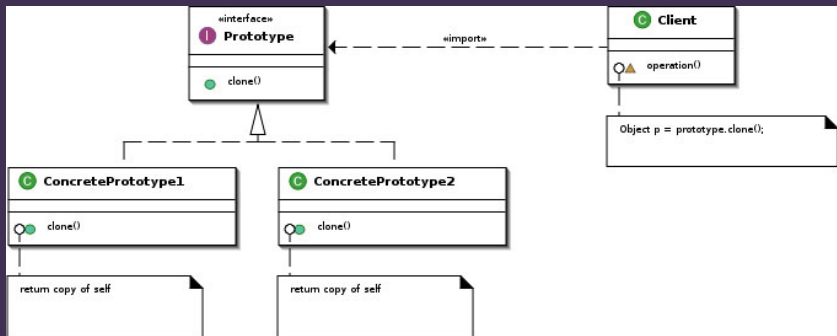 «interface»
I Prototype
clone()
«import»
C Client
operation()
Object p = prototype.clone();
C ConcretePrototype1
clone()
return copy of self
C ConcretePrototype2
clone()
return copy of self